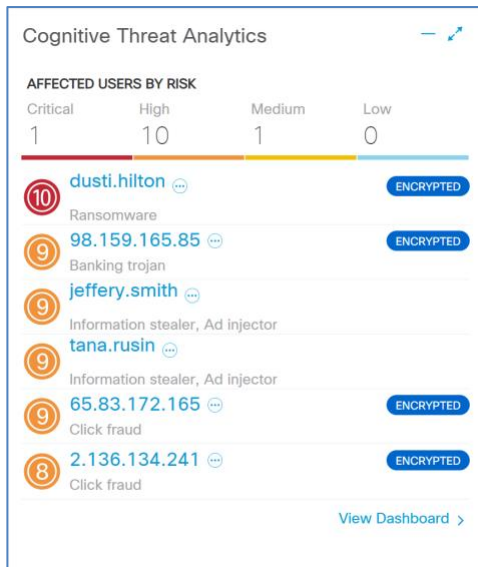 Cognitive Threat Analytics
AFFECTED USERS BY RISK
Critical High Medium Low
1 10 1 0
10 dusti.hilton ENCRYPTED
Ransomware
9 98.159.165.85 ENCRYPTED
Banking trojan
9 jeffery.smith
Information stealer, Ad injector
9 tana.rusin
Information stealer, Ad injector
9 65.83.172.165 ENCRYPTED
Click fraud
8 2.136.134.241 ENCRYPTED
Click fraud
View Dashboard >